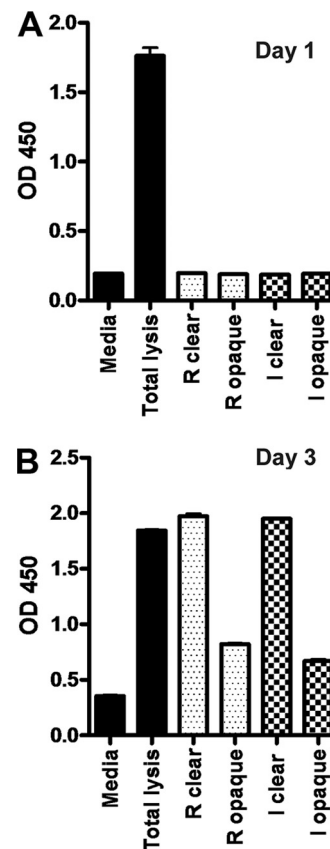 A
Day 1
OD 450
2.0
1.5
1.0
0.5
0.0
Media
Total lysis
R clear
R opaque
I clear
I opaque
B
Day 3
OD 450
2.5
2.0
1.5
1.0
0.5
0.0
Media
Total lysis
R clear
R opaque
I clear
I opaque